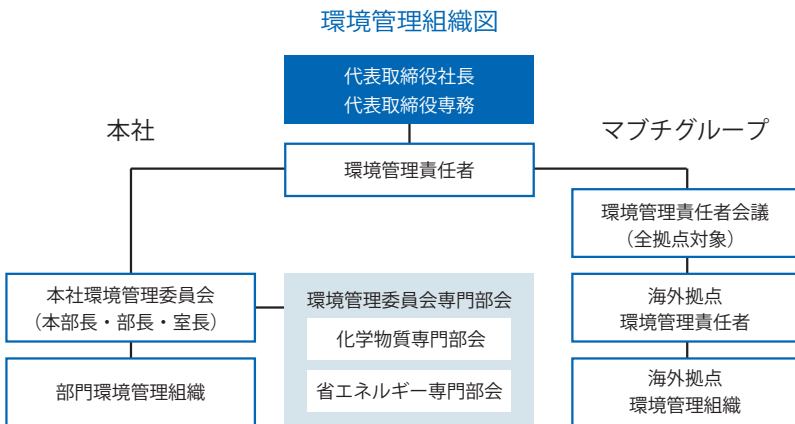 環境管理組織図
代表取締役社長
代表取締役専務
本社
マブチグループ
環境管理責任者
環境管理責任者会議
（全拠点対象）
本社環境管理委員会
（本部長・部長・室長）
環境管理委員会専門部会
化学物質専門部会
省エネルギー専門部会
海外拠点
環境管理責任者
部門環境管理組織
海外拠点
環境管理組織